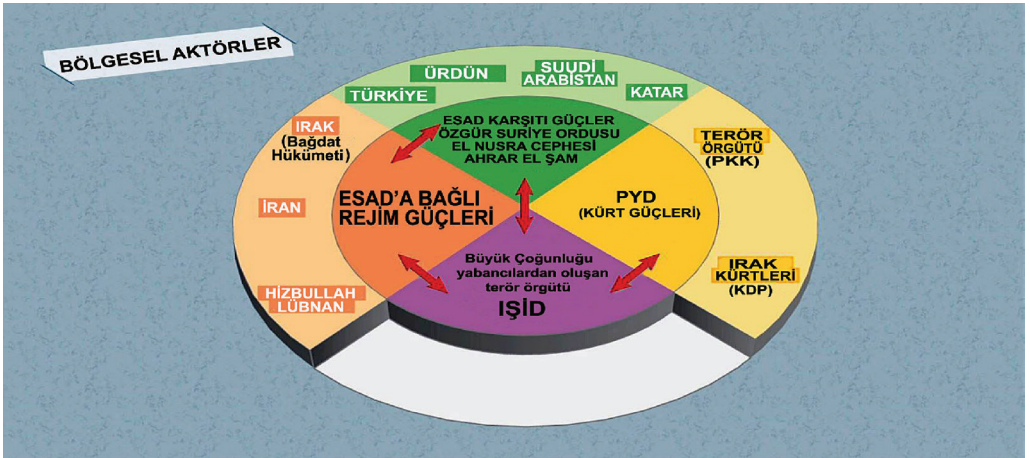 BÖLGESEL AKTÖRLER
TÜRKİYE
ÜRDÜN
SUUDİ
ARABİSTAN
KATAR
IRAK
(Bağdat
Hükümeti)
İRAN
HİZBULLAH
LÜBNAN
ESAD KARŞITI GÜÇLER
ÖZGÜR SURİYE ORDUSU
EL NUSRA CEPHESİ
AHRAR EL ŞAM
ESAD'A BAĞLI
REJİM GÜÇLERİ
PYD
(KÜRT GÜÇLERİ)
TERÖR
ÖRGÜTÜ
(PKK)
IRAK
KÜRTLERİ
(KDP)
Büyük Çoğunluğu
yabancılardan oluşan
terör örgütü
IŞİD